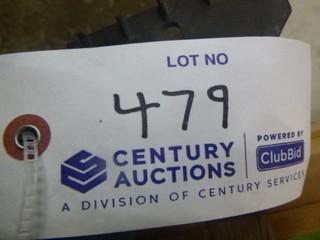 LOT NO
479
CENTURY
AUCTIONS
POWERED BY
ClubBid
A DIVISION OF CENTURY SERVICES